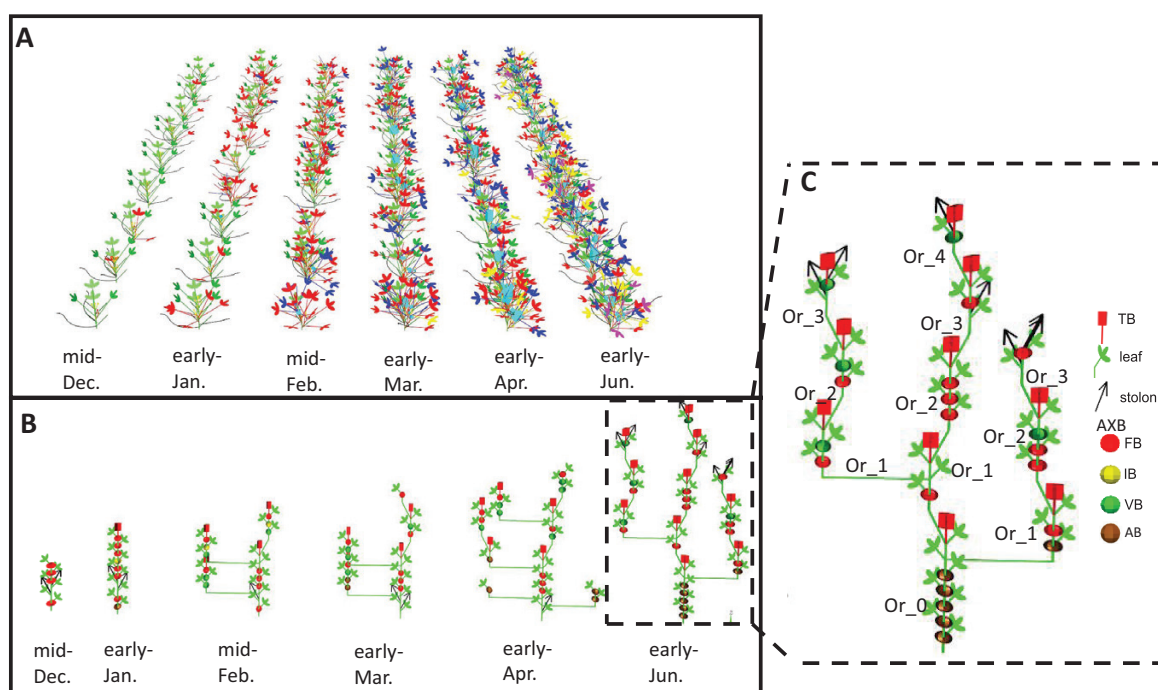 A
mid-
Dec.
early-
Jan.
mid-
Feb.
early-
Mar.
early-
Apr.
early-
Jun.
B
mid-
Dec.
early-
Jan.
mid-
Feb.
early-
Mar.
early-
Apr.
early-
Jun.
C
Or_4
Or_3
Or_3
Or_3
Or_2
Or_2
Or_2
Or_1
Or_1
Or_1
Or_0
TB
leaf
stolon
AXB
FB
IB
VB
AB